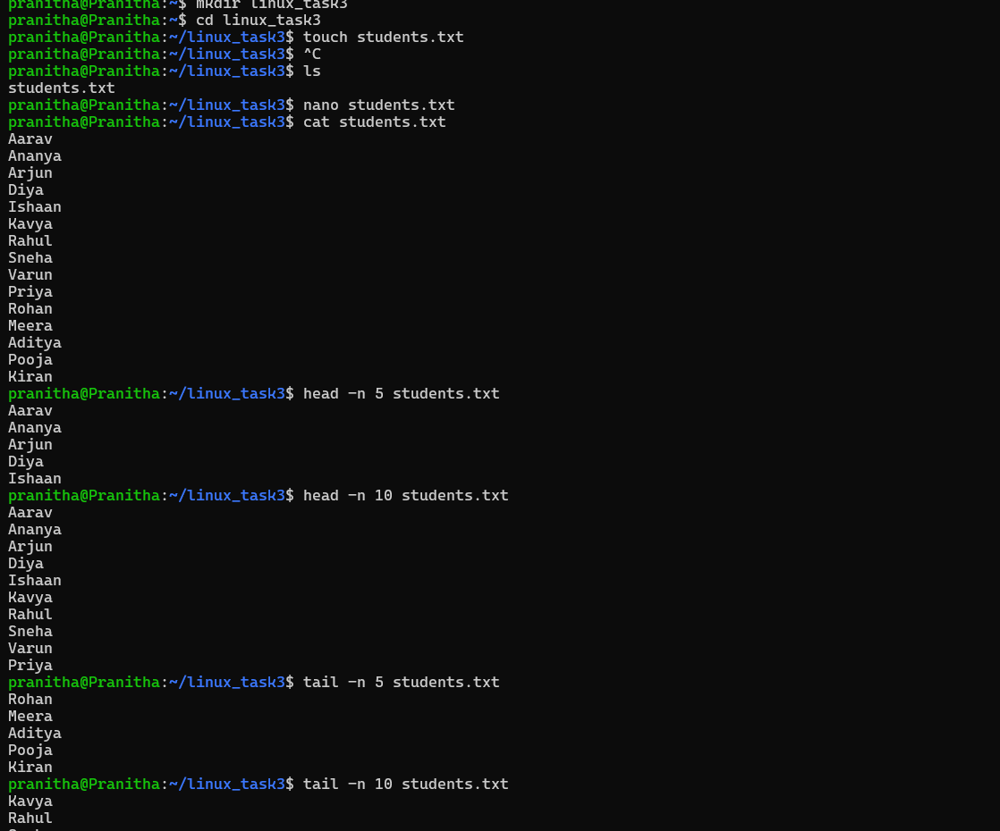 pranitha@Pranitha:~$ mkdir linux_task3
pranitha@Pranitha:~$ cd linux_task3
pranitha@Pranitha:~/linux_task3$ touch students.txt
pranitha@Pranitha:~/linux_task3$ ^C
pranitha@Pranitha:~/linux_task3$ ls
students.txt
pranitha@Pranitha:~/linux_task3$ nano students.txt
pranitha@Pranitha:~/linux_task3$ cat students.txt
Aarav
Ananya
Arjun
Diya
Ishaan
Kavya
Rahul
Sneha
Varun
Priya
Rohan
Meera
Aditya
Pooja
Kiran
pranitha@Pranitha:~/linux_task3$ head -n 5 students.txt
Aarav
Ananya
Arjun
Diya
Ishaan
pranitha@Pranitha:~/linux_task3$ head -n 10 students.txt
Aarav
Ananya
Arjun
Diya
Ishaan
Kavya
Rahul
Sneha
Varun
Priya
pranitha@Pranitha:~/linux_task3$ tail -n 5 students.txt
Rohan
Meera
Aditya
Pooja
Kiran
pranitha@Pranitha:~/linux_task3$ tail -n 10 students.txt
Kavya
Rahul